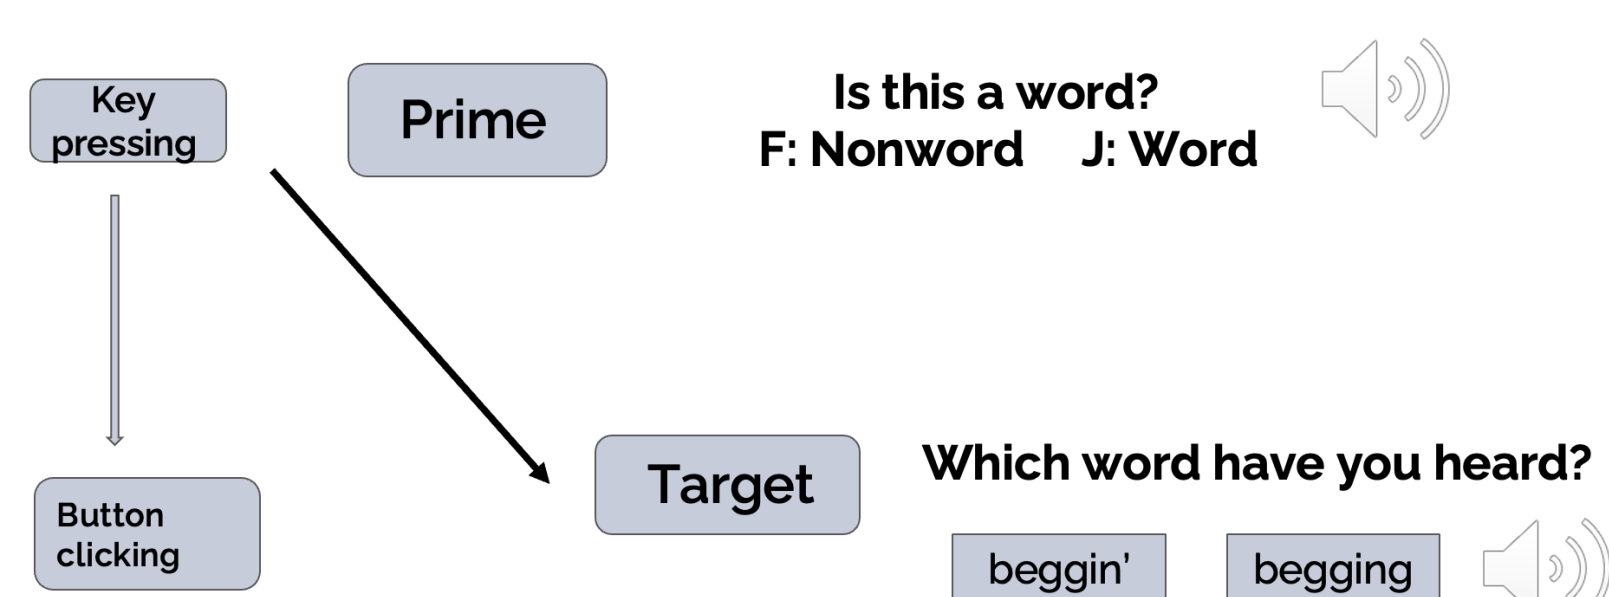 Key
pressing
Prime
Is this a word?
F: Nonword J: Word
Button
clicking
Target
Which word have you heard?
beggin’
begging